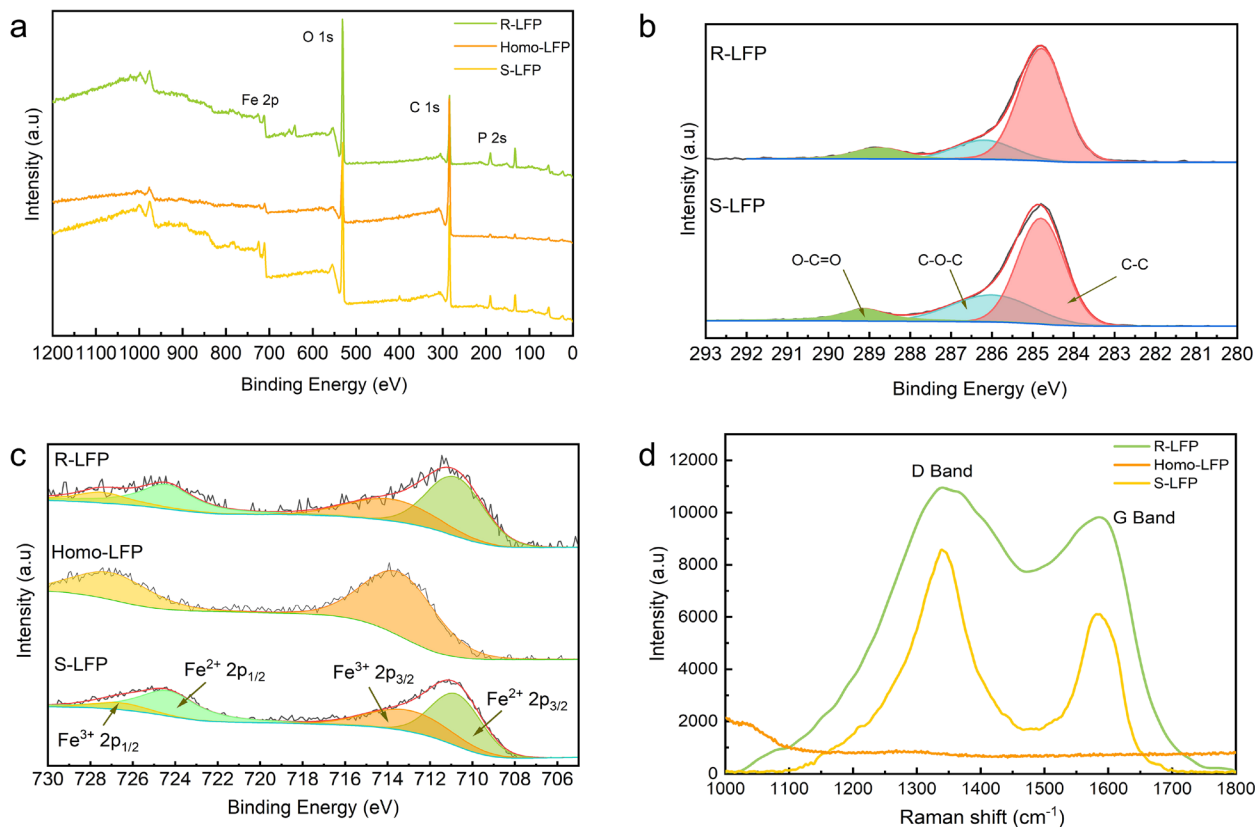 a
R-LFP
Homo-LFP
S-LFP
O 1s
Fe 2p
C 1s
P 2s
Intensity (a.u)
1200 1100 1000 900 800 700 600 500 400 300 200 100 0
Binding Energy (eV)
b
R-LFP
S-LFP
O-C=O
C-O-C
C-C
Intensity (a.u)
293 292 291 290 289 288 287 286 285 284 283 282 281 280
Binding Energy (eV)
c
R-LFP
Homo-LFP
S-LFP
Fe²⁺ 2p₁/₂
Fe³⁺ 2p₃/₂
Fe²⁺ 2p₃/₂
Fe³⁺ 2p₁/₂
Intensity (a.u)
730 728 726 724 722 720 718 716 714 712 710 708 706
Binding Energy (eV)
d
R-LFP
Homo-LFP
S-LFP
D Band
G Band
Intensity (a.u)
12000
10000
8000
6000
4000
2000
0
1000 1100 1200 1300 1400 1500 1600 1700 1800
Raman shift (cm⁻¹)